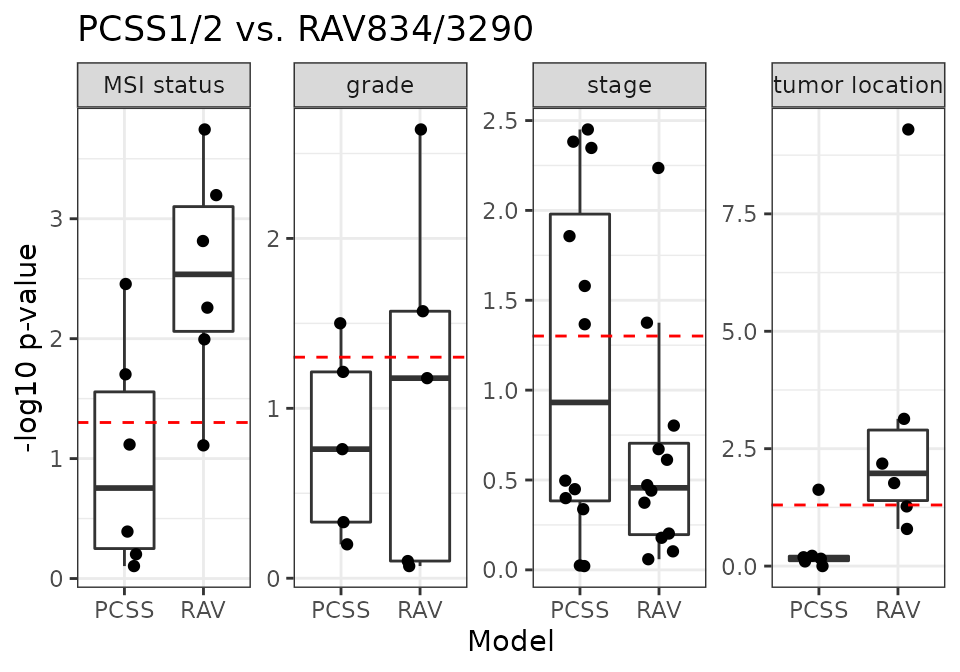 PCSS1/2 vs. RAV834/3290
MSI status
grade
stage
tumor location
-log10 p-value
3
2
1
0
2
1
0
2.5
2.0
1.5
1.0
0.5
0.0
7.5
5.0
2.5
0.0
PCSS RAV
PCSS RAV
PCSS RAV
PCSS RAV
Model